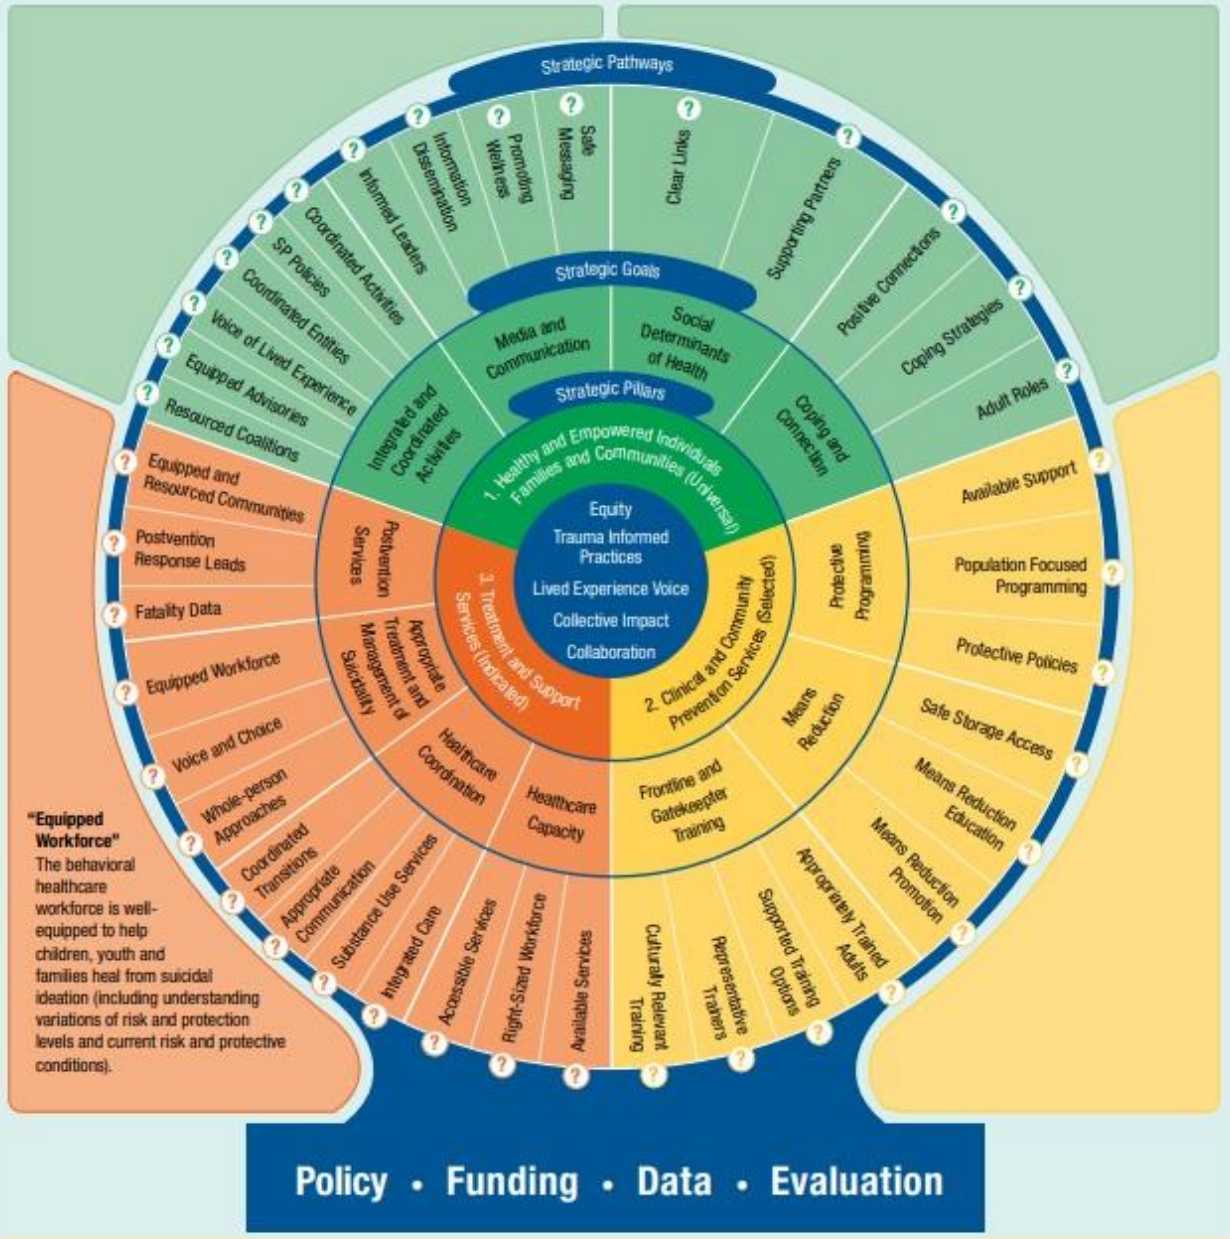 Strategic Pathways
Safe
Messaging
Promoting
Wellness
Information
Dissemination
Informed Leaders
Coordinated Activities
SP Policies
Coordinated Entities
Voice of Lived Experience
Equipped Advisories
Resourced Coalitions
Clear Links
Supporting Partners
Positive Connections
Coping Strategies
Adult Roles
Strategic Goals
Media and
Communication
Social
Determinants
of Health
Integrated and
Coordinated
Activities
Coping and
Connection
Strategic Pillars
1. Healthy and Empowered Individuals
Families and Communities (Universal)
Equity
Trauma Informed
Practices
Lived Experience Voice
Collective Impact
Collaboration
2. Clinical and Community
Prevention Services (Selected)
3. Treatment and Support
Services (Indicated)
Protective
Programming
Means
Reduction
Frontline and
Gatekeeper
Training
Available Support
Population Focused
Programming
Protective Policies
Safe Storage Access
Means Reduction
Education
Means Reduction
Promotion
Appropriately Trained
Adults
Supported Training
Options
Representative
Trainers
Culturally Relevant
Training
Postvention
Services
Appropriate
Treatment and
Management of
Suicidality
Healthcare
Coordination
Healthcare
Capacity
Equipped and
Resourced Communities
Postvention
Response Leads
Fatality Data
Equipped Workforce
Voice and Choice
Whole-person
Approaches
Coordinated
Transitions
Appropriate
Communication
Substance Use Services
Integrated Care
Accessible Services
Right-Sized Workforce
Available Services
"Equipped
Workforce"
The behavioral
healthcare
workforce is well-
equipped to help
children, youth and
families heal from suicidal
ideation (including understanding
variations of risk and protection
levels and current risk and protective
conditions).
Policy • Funding • Data • Evaluation